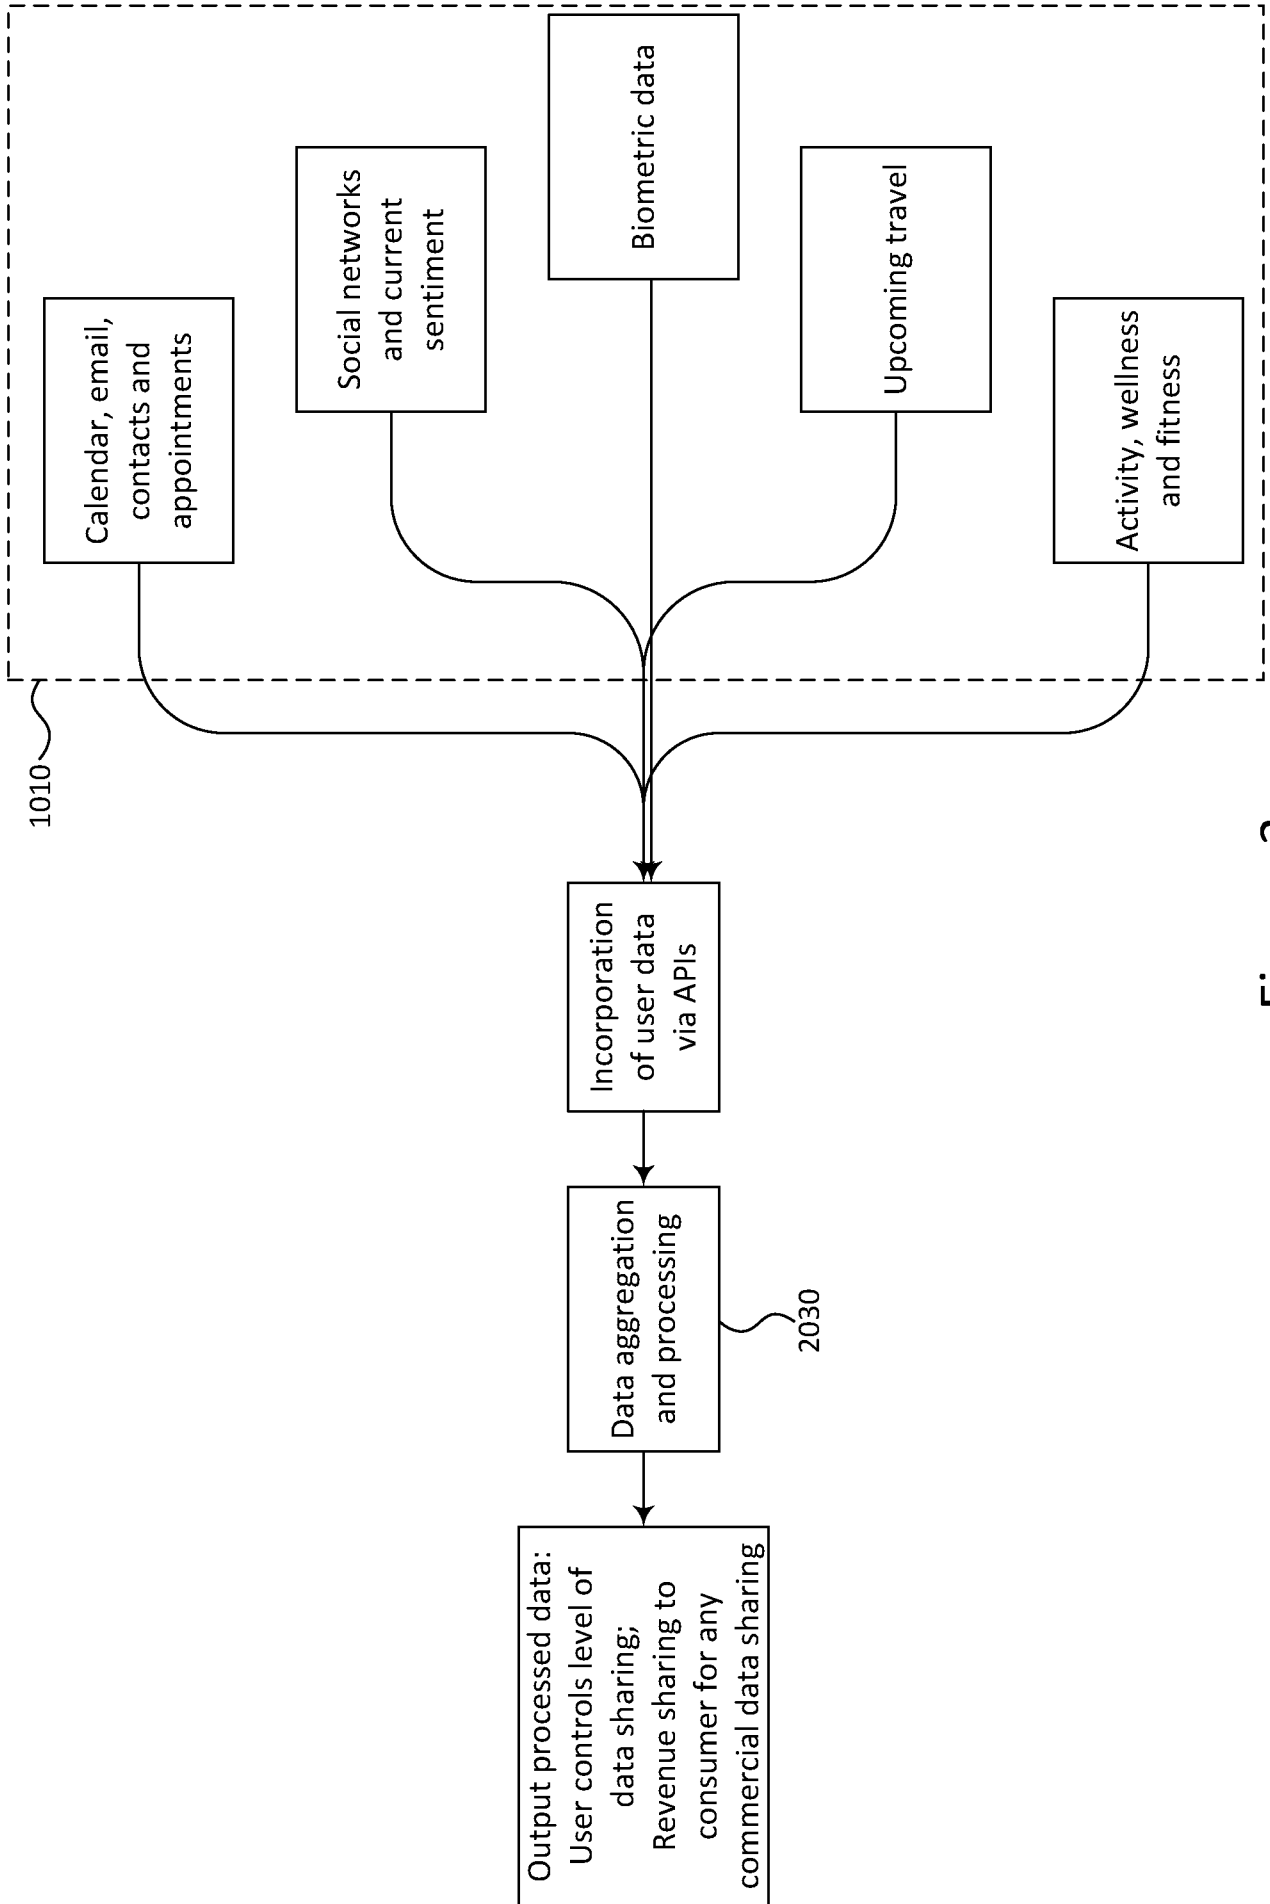 1010
Calendar, email,
contacts and
appointments
Social networks
and current
sentiment
Output processed data:
User controls level of
data sharing;
Revenue sharing to
consumer for any
commercial data sharing
Data aggregation
and processing
Incorporation
of user data
via APIs
Biometric data
2030
Upcoming travel
Activity, wellness
and fitness